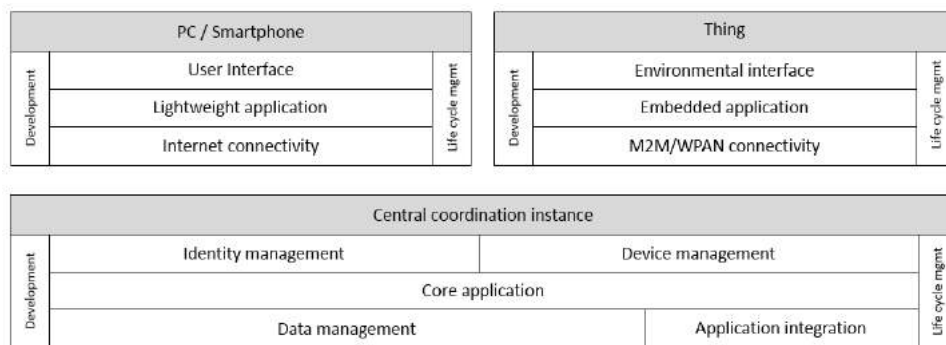 PC / Smartphone
Development
User Interface
Lightweight application
Internet connectivity
Life cycle mgmt
Thing
Development
Environmental interface
Embedded application
M2M/WPAN connectivity
Life cycle mgmt
Central coordination instance
Development
Identity management
Device management
Core application
Data management
Application integration
Life cycle mgmt